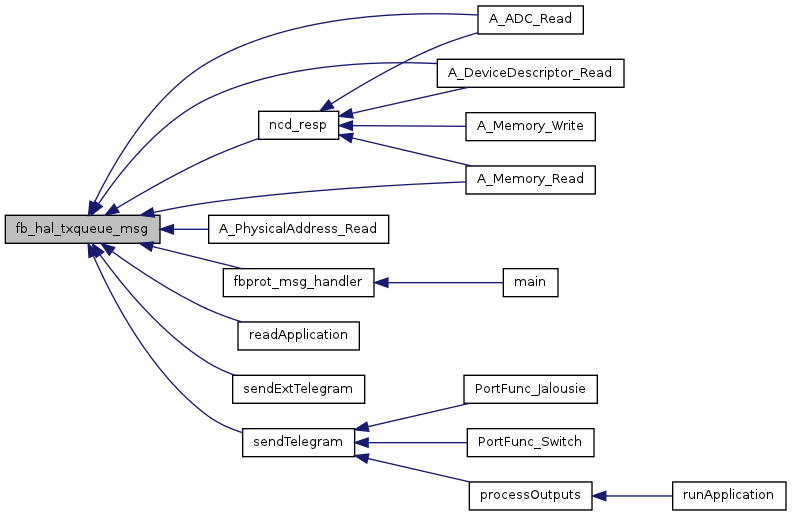 A_ADC_Read
A_DeviceDescriptor_Read
ncd_resp
A_Memory_Write
A_Memory_Read
fb_hal_txqueue_msg
A_PhysicalAddress_Read
fbprot_msg_handler
main
readApplication
sendExtTelegram
PortFunc_Jalousie
sendTelegram
PortFunc_Switch
processOutputs
runApplication